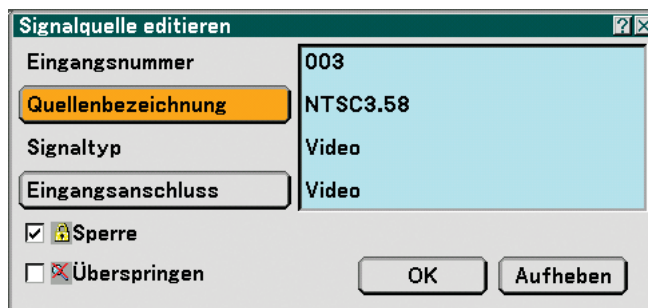 Signalquelle editieren
Eingangsnummer 003
Quellenbezeichnung NTSC3.58
Signaltyp Video
Eingangsanschluss Video
Sperre
Überspringen
OK Aufheben